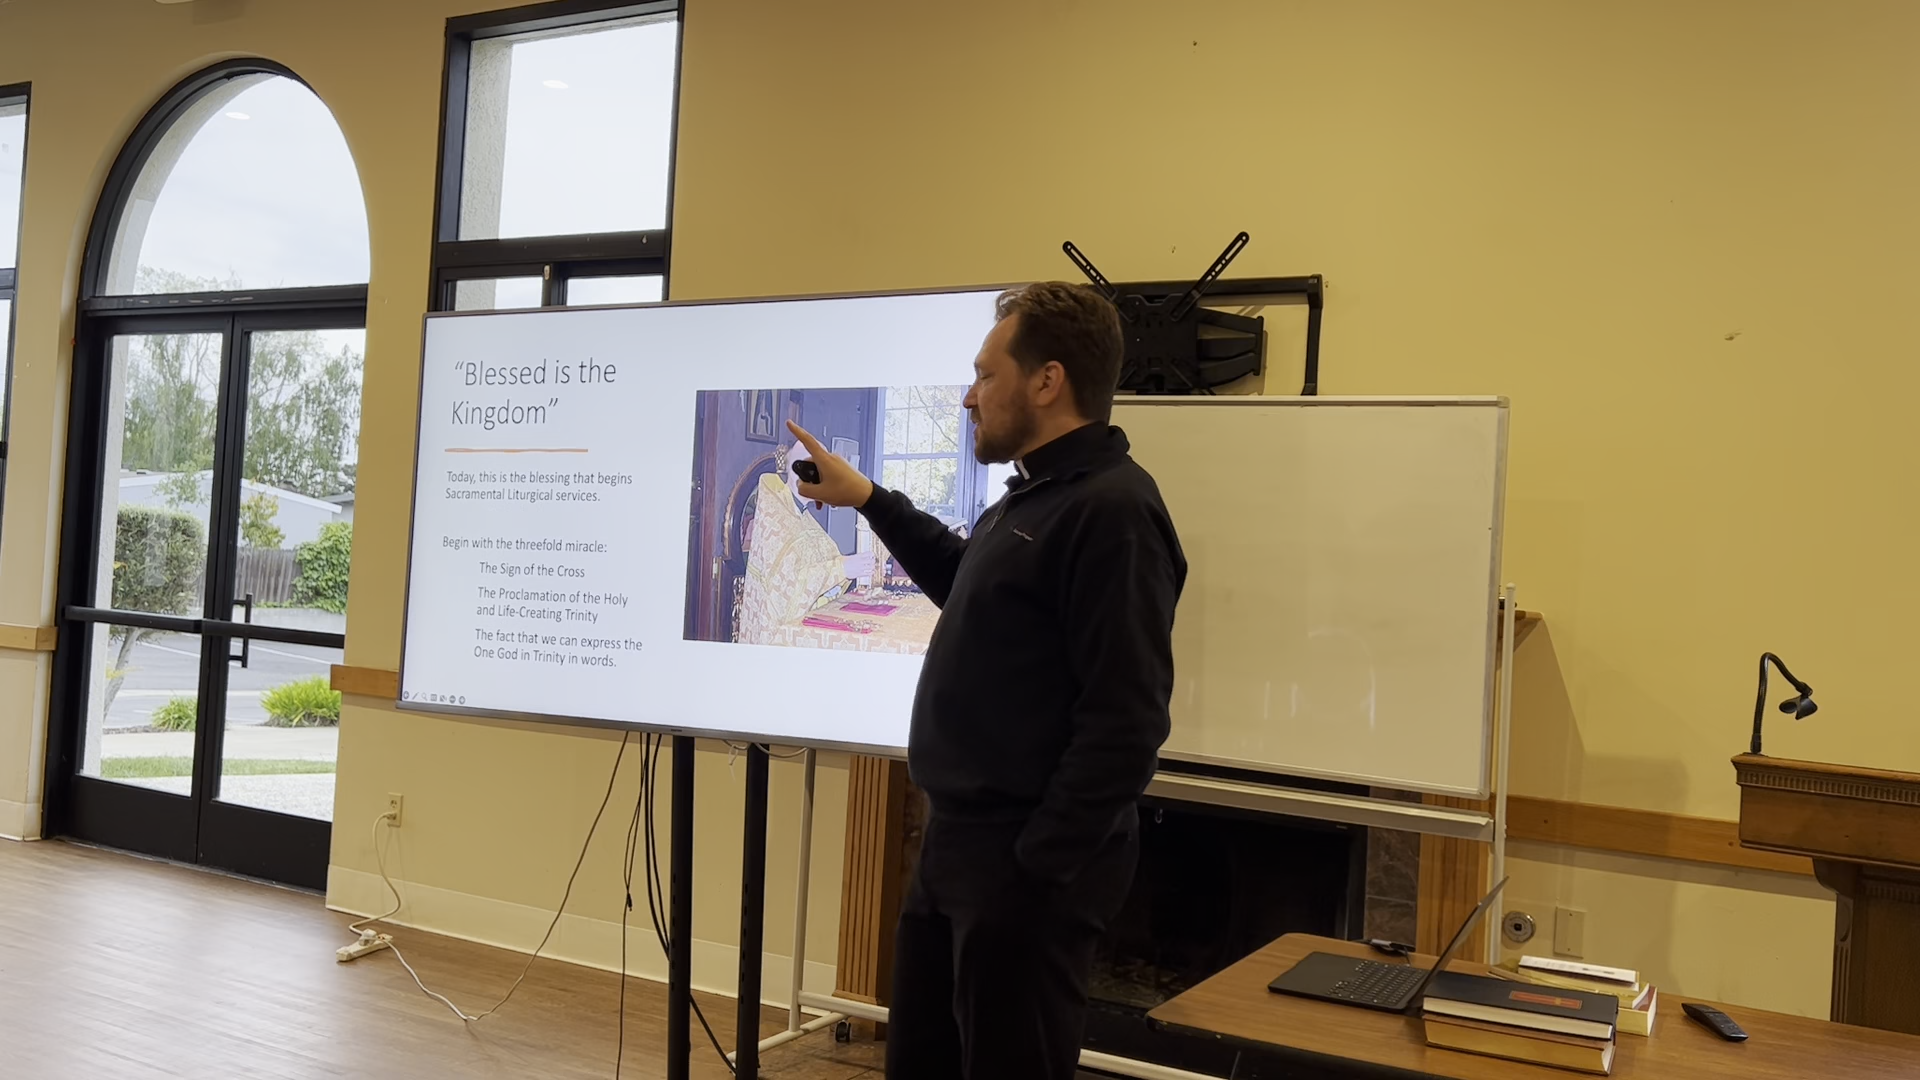 “Blessed is the
Kingdom”
Today, this is the blessing that begins
Sacramental Liturgical services.
Begin with the threefold miracle:
The Sign of the Cross
The Proclamation of the Holy
and Life-Creating Trinity
The fact that we can express the
One God in Trinity in words.